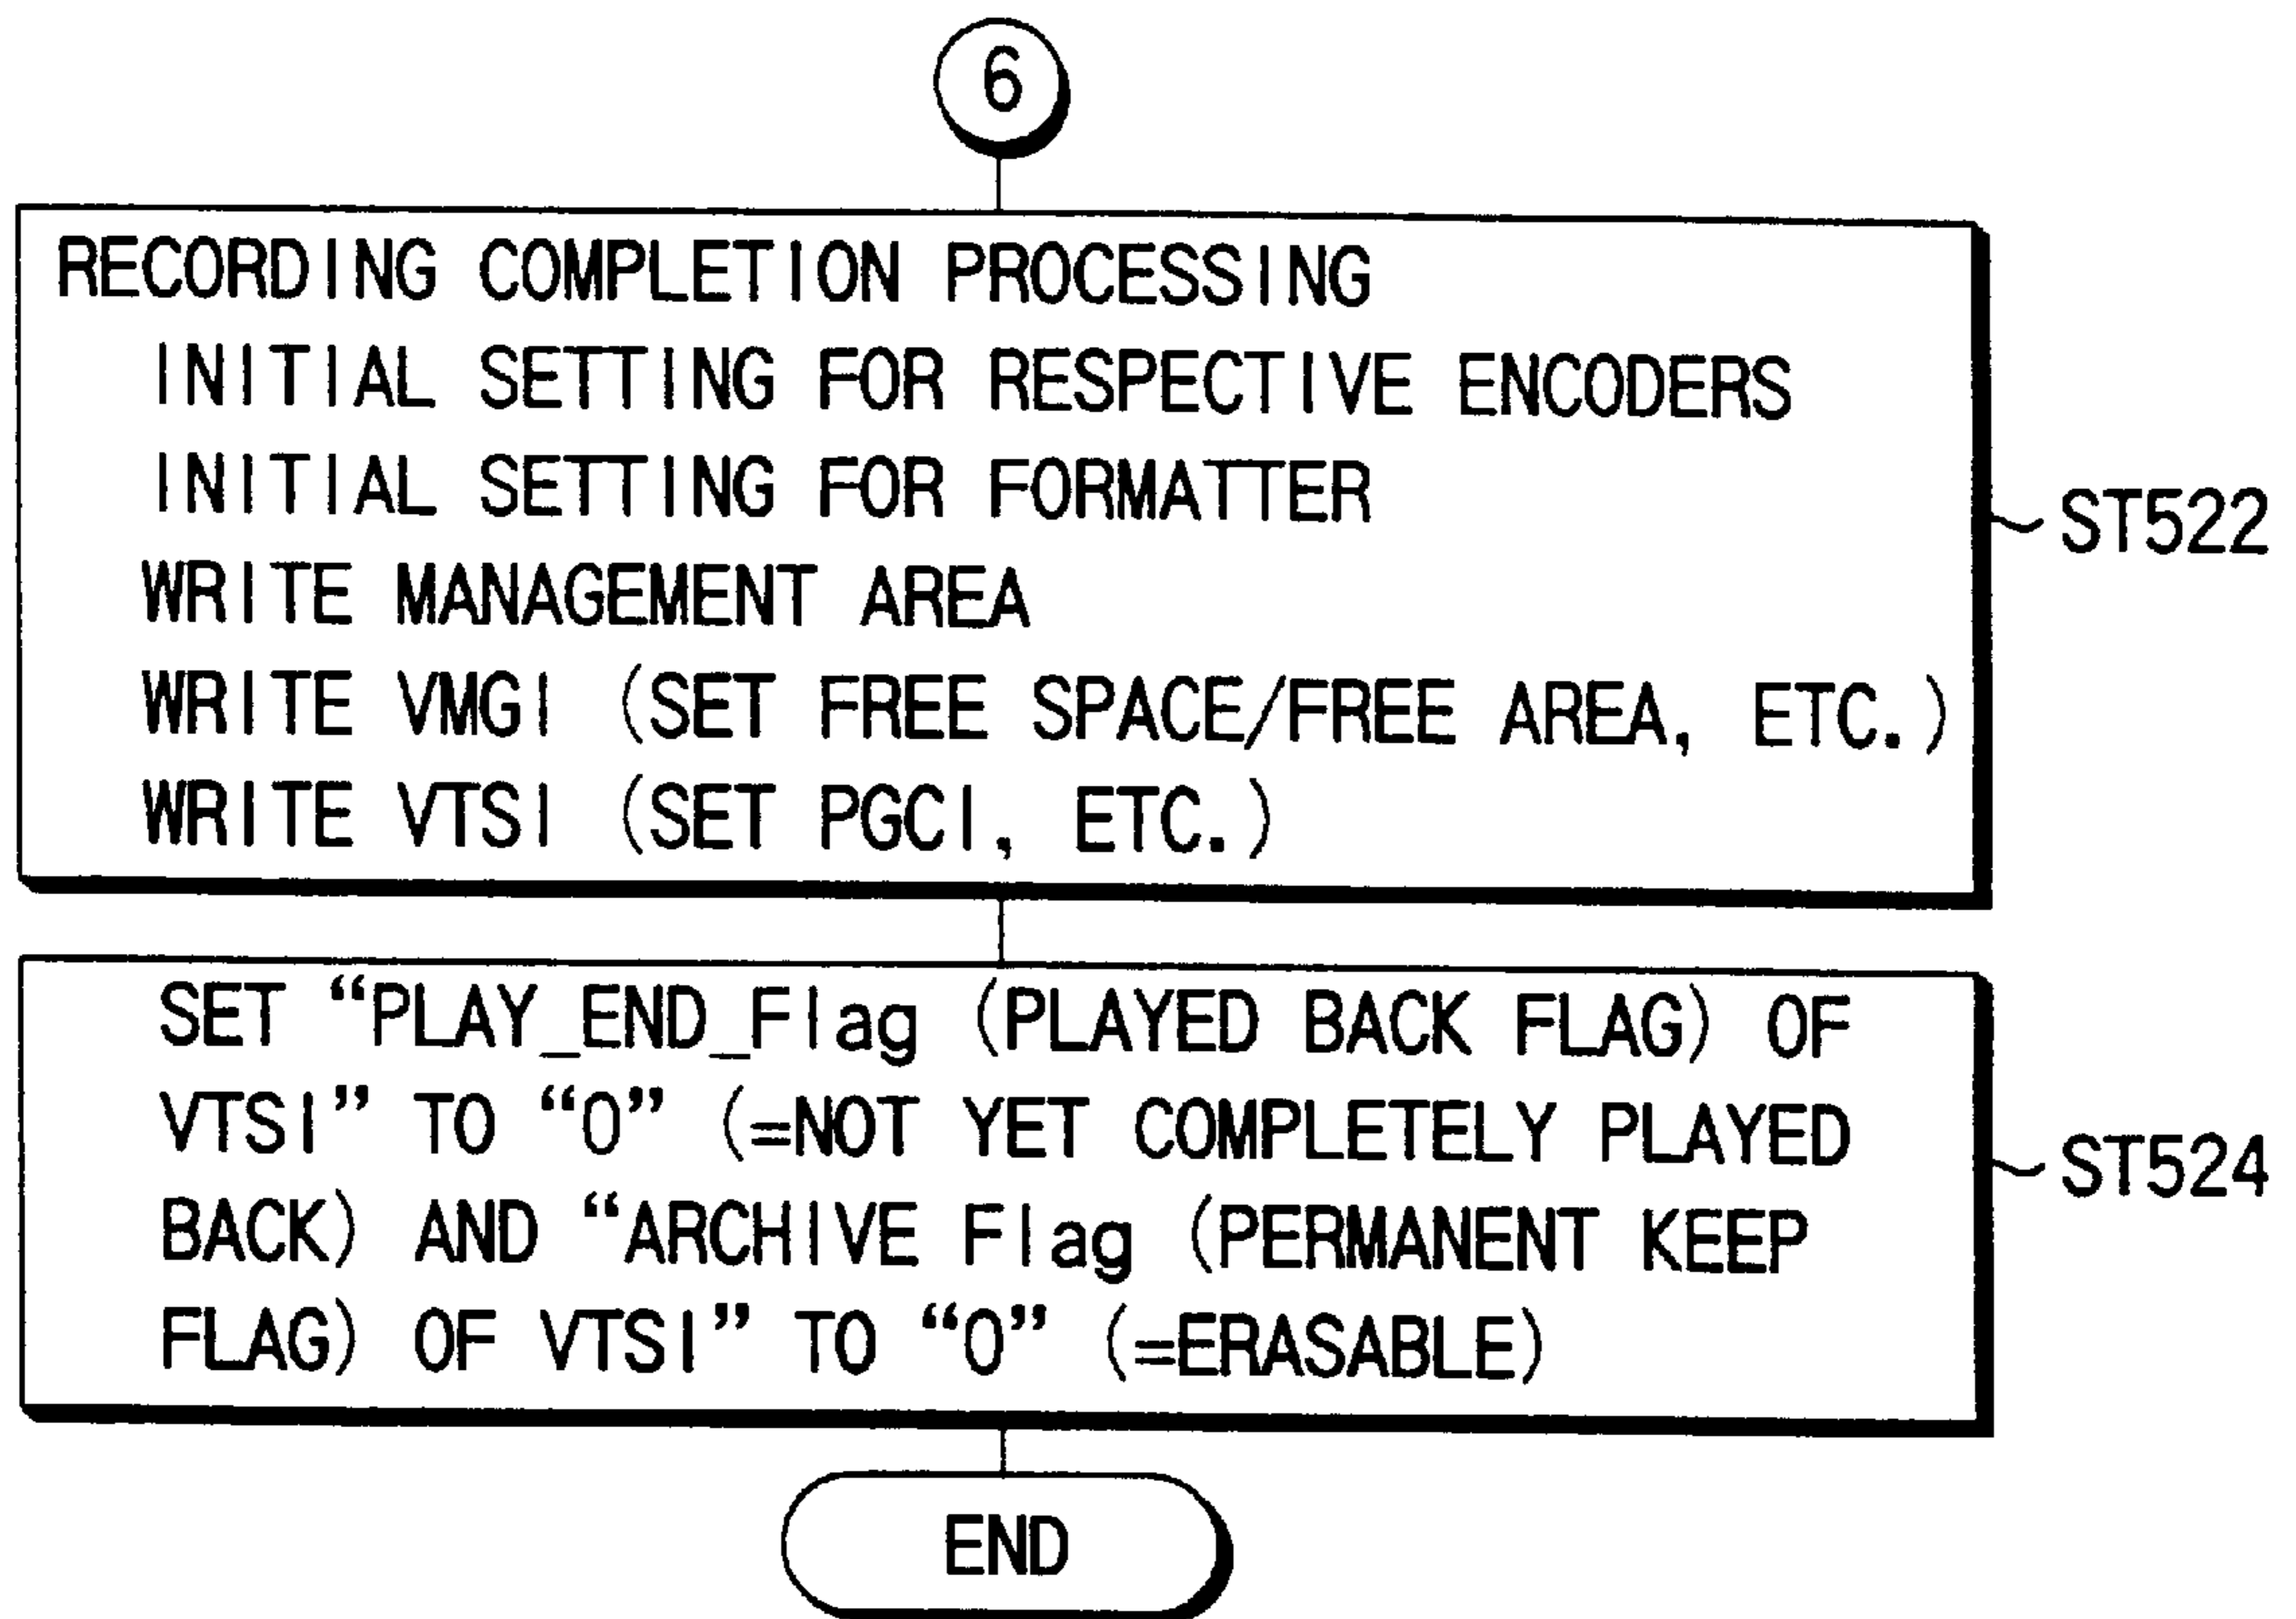 6
RECORDING COMPLETION PROCESSING
INITIAL SETTING FOR RESPECTIVE ENCODERS
INITIAL SETTING FOR FORMATTER
WRITE MANAGEMENT AREA
WRITE VMGI (SET FREE SPACE/FREE AREA, ETC.)
WRITE VTSI (SET PGCI, ETC.)
ST522
SET “PLAY_END_Flag (PLAYED BACK FLAG) OF
VTSI” TO “0” (=NOT YET COMPLETELY PLAYED
BACK) AND “ARCHIVE Flag (PERMANENT KEEP
FLAG) OF VTSI” TO “0” (=ERASABLE)
ST524
END